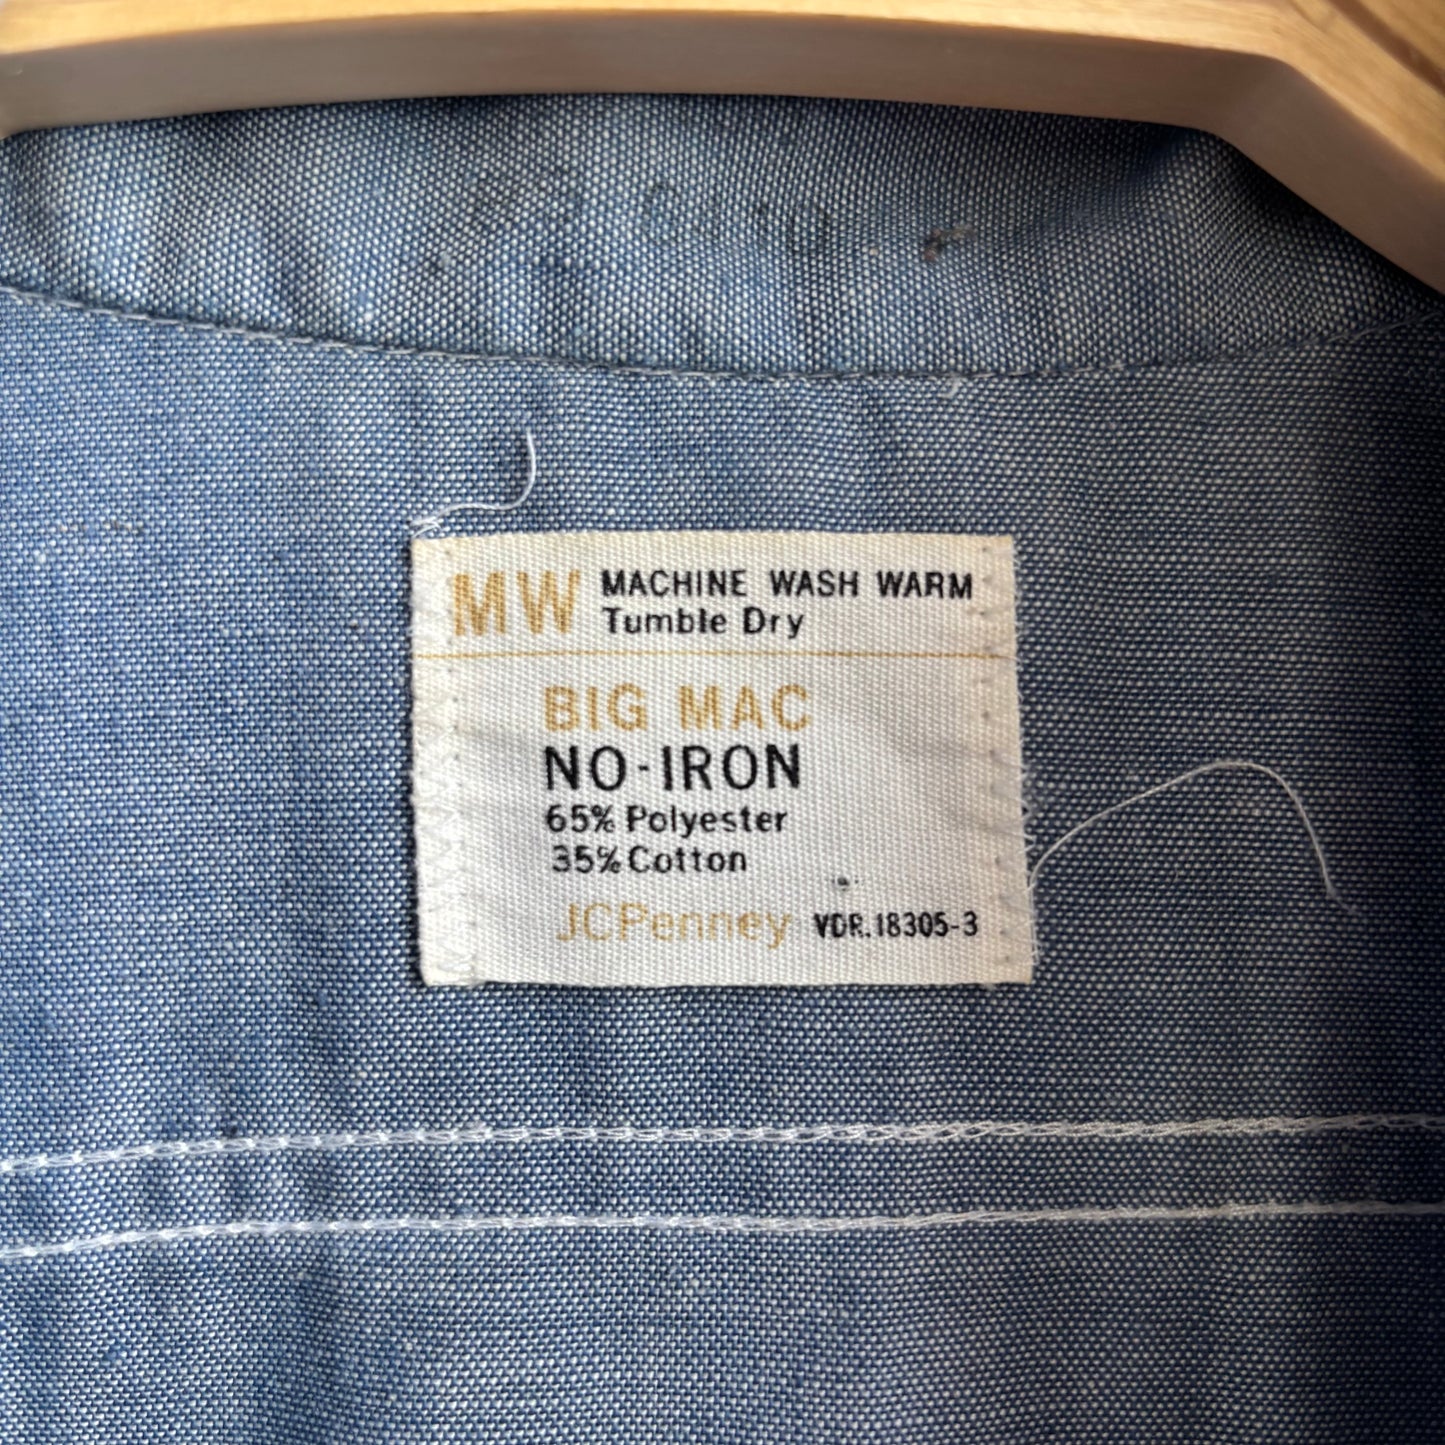 MW MACHINE WASH WARM
Tumble Dry
BIG MAC
NO-IRON
65% Polyester
35% Cotton
JCPenney VDR. 18305-3